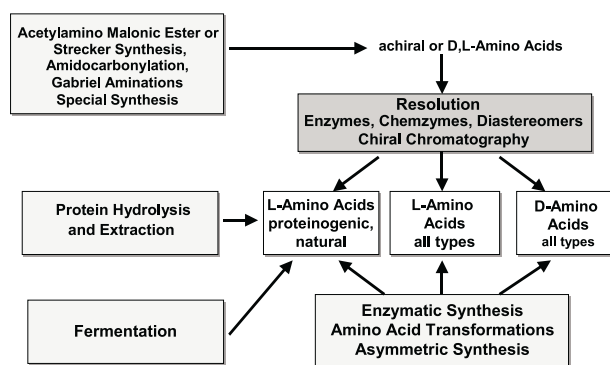 Acetylamino Malonic Ester or
Strecker Synthesis,
Amidocarbonylation,
Gabriel Aminations
Special Synthesis
achiral or D,L-Amino Acids
Resolution
Enzymes, Chemzymes, Diastereomers
Chiral Chromatography
Protein Hydrolysis
and Extraction
L-Amino Acids
proteinogenic,
natural
L-Amino
Acids
all types
D-Amino
Acids
all types
Fermentation
Enzymatic Synthesis
Amino Acid Transformations
Asymmetric Synthesis